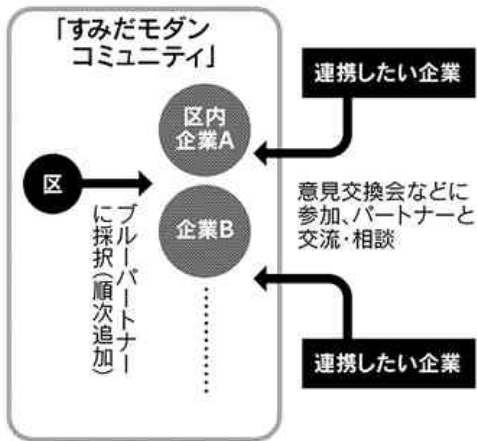 「すみだモダン
コミュニティ」
区
ブルーパートナー
に採択(順次追加)
区内
企業A
企業B
連携したい企業
意見交換会などに
参加、パートナーと
交流・相談
連携したい企業